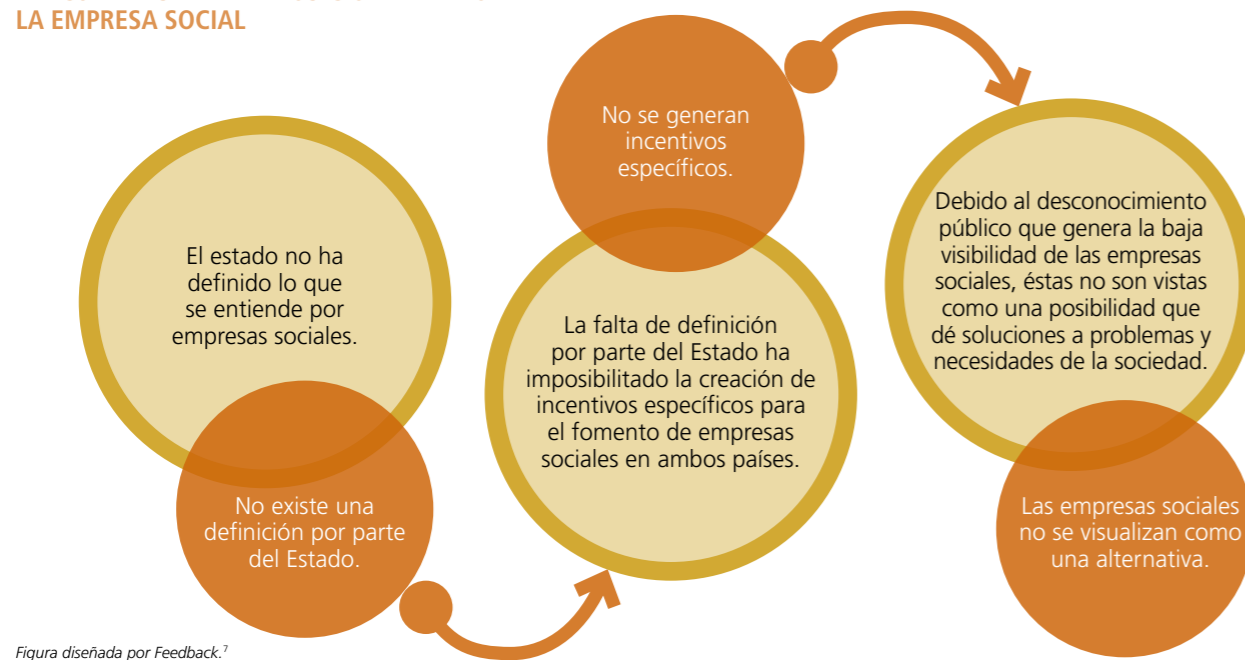 LA EMPRESA SOCIAL
El estado no ha
definido lo que
se entiende por
empresas sociales.
No existe una
definición por parte
del Estado.
No se generan
incentivos
específicos.
La falta de definición
por parte del Estado ha
imposibilitado la creación de
incentivos específicos para
el fomento de empresas
sociales en ambos países.
Debido al desconocimiento
público que genera la baja
visibilidad de las empresas
sociales, éstas no son vistas
como una posibilidad que
dé soluciones a problemas y
necesidades de la sociedad.
Las empresas sociales
no se visualizan como
una alternativa.
Figura diseñada por Feedback.⁷